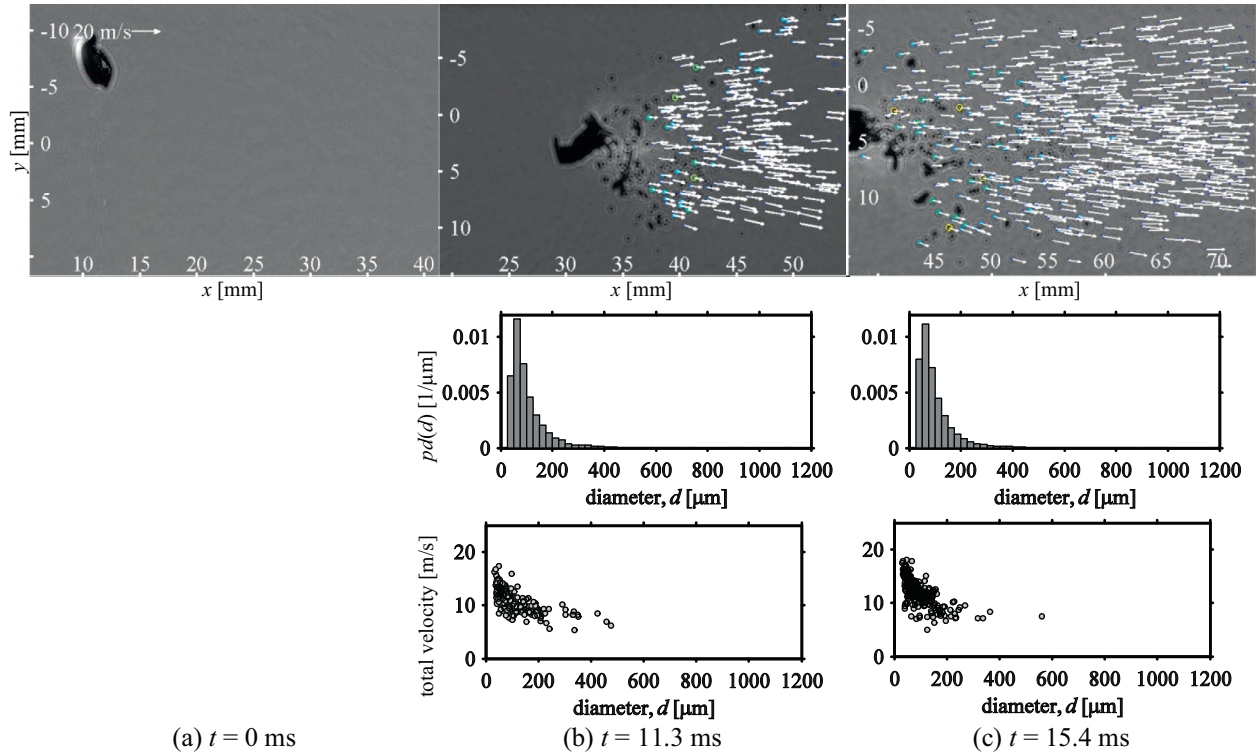 -10 20 m/s
-5
0
5
y [mm]
10 15 20 25 30 35 40
x [mm]
-5
0
5
10
25 30 35 40 45 50
x [mm]
-5
0
5
10
45 50 55 60 65 70
x [mm]
0.01
0.005
0
pd(d) [1/μm]
0 200 400 600 800 1000 1200
diameter, d [μm]
0.01
0.005
0
0 200 400 600 800 1000 1200
diameter, d [μm]
20
10
0
total velocity [m/s]
0 200 400 600 800 1000 1200
diameter, d [μm]
20
10
0
0 200 400 600 800 1000 1200
diameter, d [μm]
(a) t = 0 ms
(b) t = 11.3 ms
(c) t = 15.4 ms